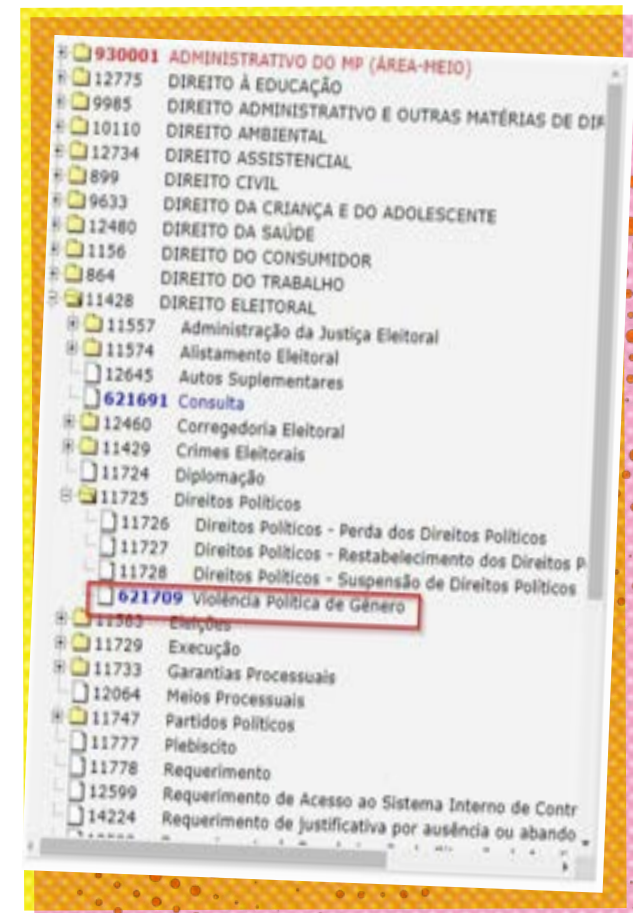 930001 ADMINISTRATIVO DO MP (ÁREA-MEIO)
12775 DIREITO À EDUCAÇÃO
9985 DIREITO ADMINISTRATIVO E OUTRAS MATÉRIAS DE DIR
10110 DIREITO AMBIENTAL
12734 DIREITO ASSISTENCIAL
899 DIREITO CIVIL
9633 DIREITO DA CRIANÇA E DO ADOLESCENTE
12480 DIREITO DA SAÚDE
1156 DIREITO DO CONSUMIDOR
864 DIREITO DO TRABALHO
11428 DIREITO ELEITORAL
11557 Administração da Justiça Eleitoral
11574 Alistamento Eleitoral
12645 Autos Suplementares
621691 Consulta
12460 Corregedoria Eleitoral
11429 Crimes Eleitorais
11724 Diplomação
11725 Direitos Políticos
11726 Direitos Políticos - Perda dos Direitos Políticos
11727 Direitos Políticos - Restabelecimento dos Direitos P
11728 Direitos Políticos - Suspensão de Direitos Políticos
621709 Violência Política de Gênero
Eleições
11729 Execução
11733 Garantias Processuais
12064 Meios Processuais
11747 Partidos Políticos
11777 Plebiscito
11778 Requerimento
12599 Requerimento de Acesso ao Sistema Interno de Contr
14224 Requerimento de justificativa por ausência ou abando